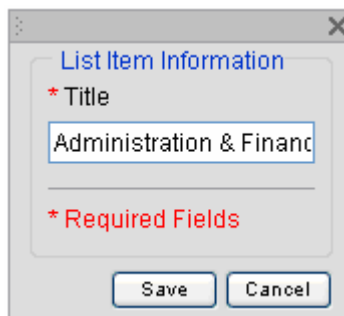 List Item Information
* Title
Administration & Financ
* Required Fields
Save Cancel